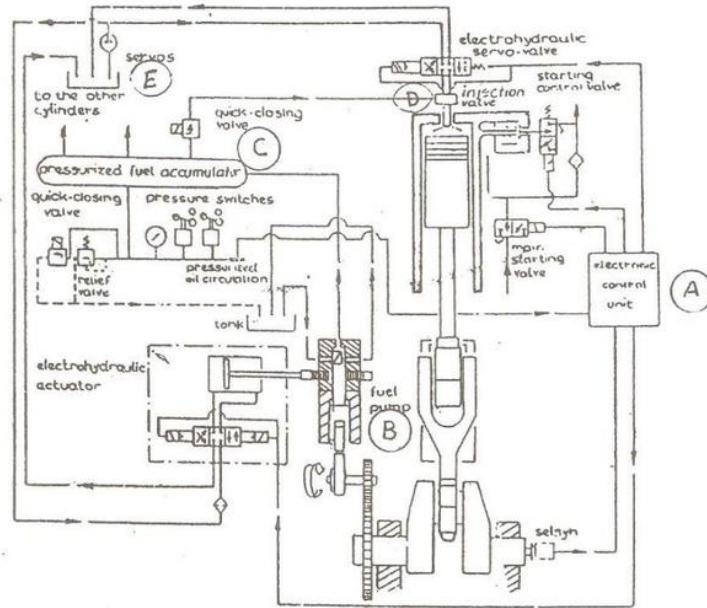 electrohydraulic
servo-valve
starting
control valve
servos
E
D
injection
valve
to the other
cylinders
quick-closing
valve
C
pressurized fuel accumulator
quick-closing
valve
pressure switches
relief
valve
pressurized
oil circulation
main
starting
valve
electronic
control
unit
A
tank
electrohydraulic
actuator
fuel
pump
B
selsyn